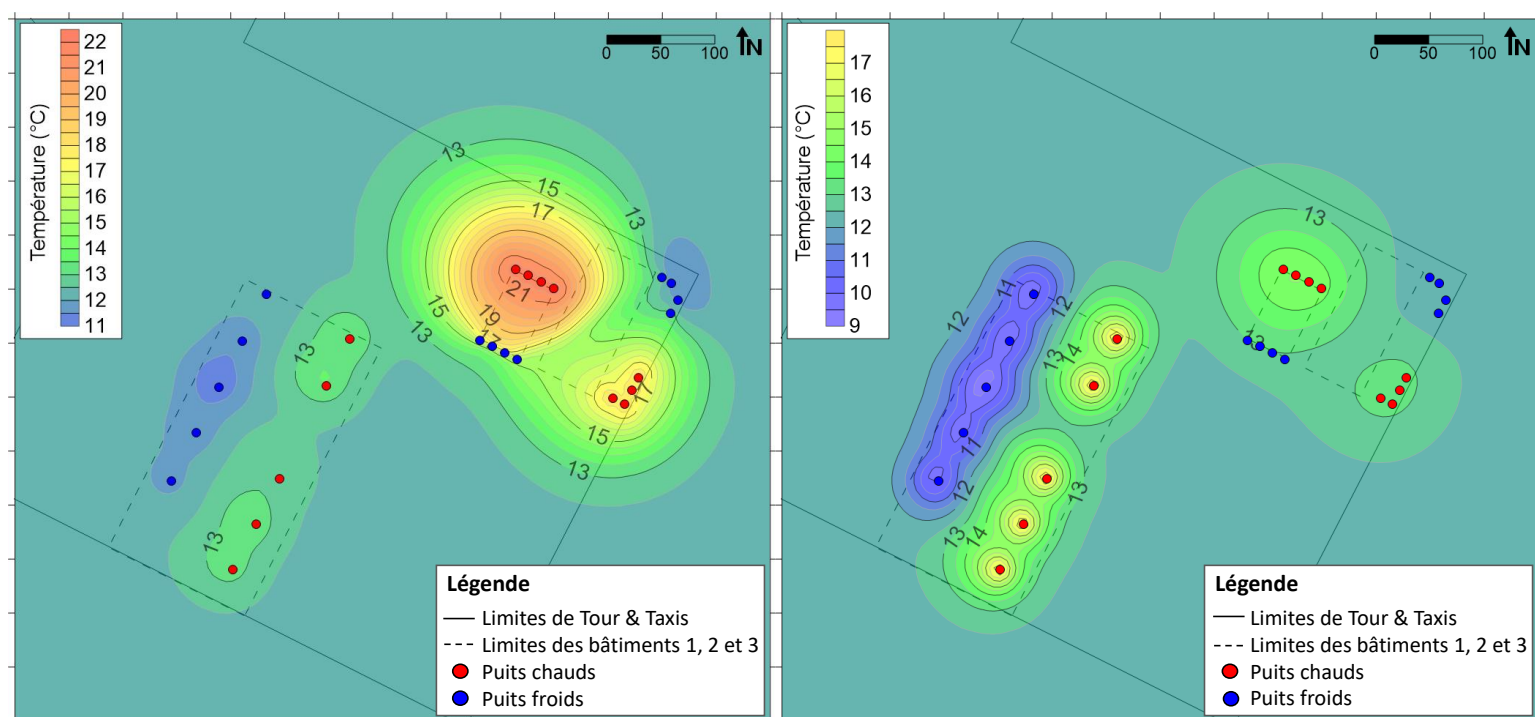 22
21
20
19
18
17
16
15
14
13
12
11
Température (°C)
0 50 100
N
13
15
17
13
21
19
17
15
13
17
15
13
13
13
Légende
Limites de Tour & Taxis
Limites des bâtiments 1, 2 et 3
Puits chauds
Puits froids
17
16
15
14
13
12
11
10
9
Température (°C)
0 50 100
N
13
11
12
12
13
14
13
11
12
13
14
13
Légende
Limites de Tour & Taxis
Limites des bâtiments 1, 2 et 3
Puits chauds
Puits froids